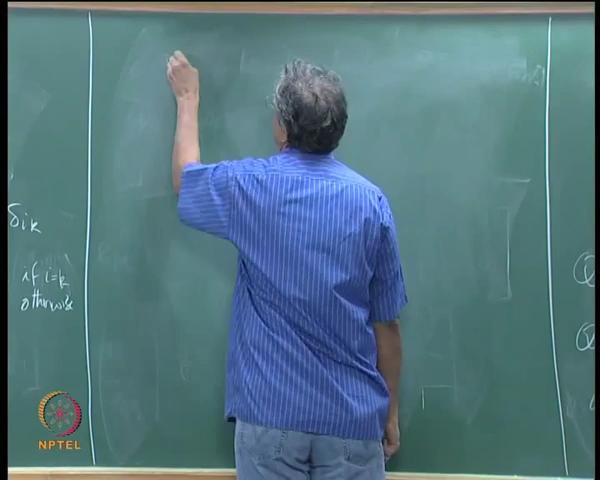 δik
if i=k
otherwise
NPTEL